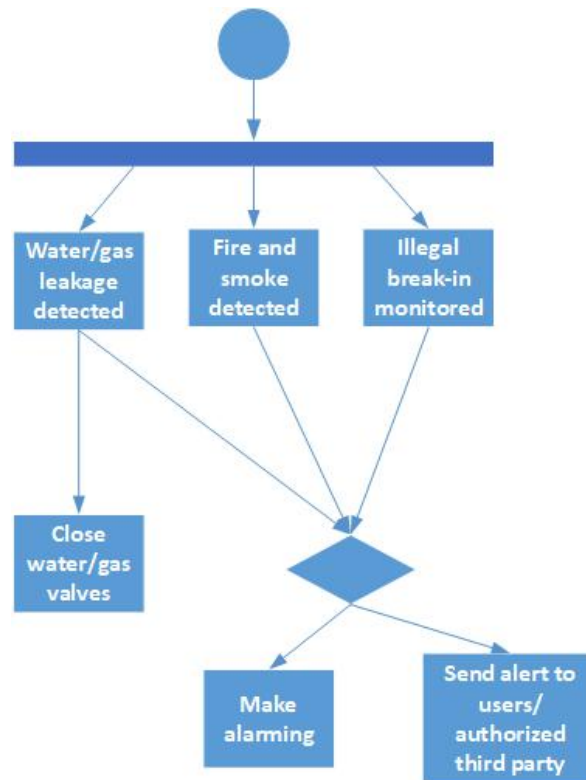 Water/gas
leakage
detected
Fire and
smoke
detected
Illegal
break-in
monitored
Close
water/gas
valves
Make
alarming
Send alert to
users/
authorized
third party